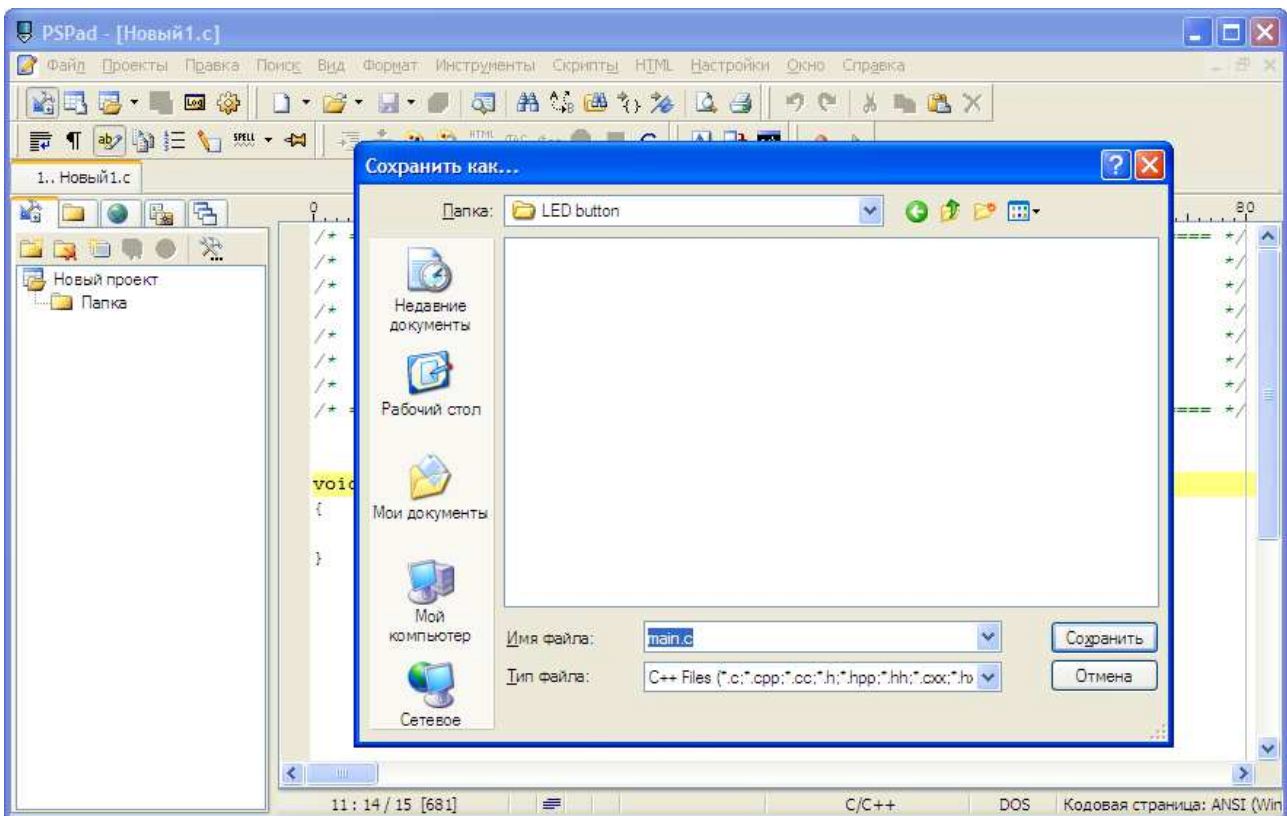 PSPad - [Новый1.c]
Файл Проекты Правка Поиск Вид Формат Инструменты Скрипты HTML Настройки Окно Справка
LOG
SPELL HTML
1.. Новый1.c
Сохранить как...
Папка: LED button
80
Новый проект
Папка
Недавние
документы
Рабочий стол
Мои документы
Мой
компьютер
Сетевое
/* === */
/* */
/* */
/* */
/* */
/* */
/* */
/* === */
void
{
}
Имя файла: main.c Сохранить
Тип файла: C++ Files (*.c;*.cpp;*.cc;*.h;*.hpp;*.hh;*.cxx;*.h Отмена
11 : 14 / 15 [681] C/C++ DOS Кодовая страница: ANSI (Win